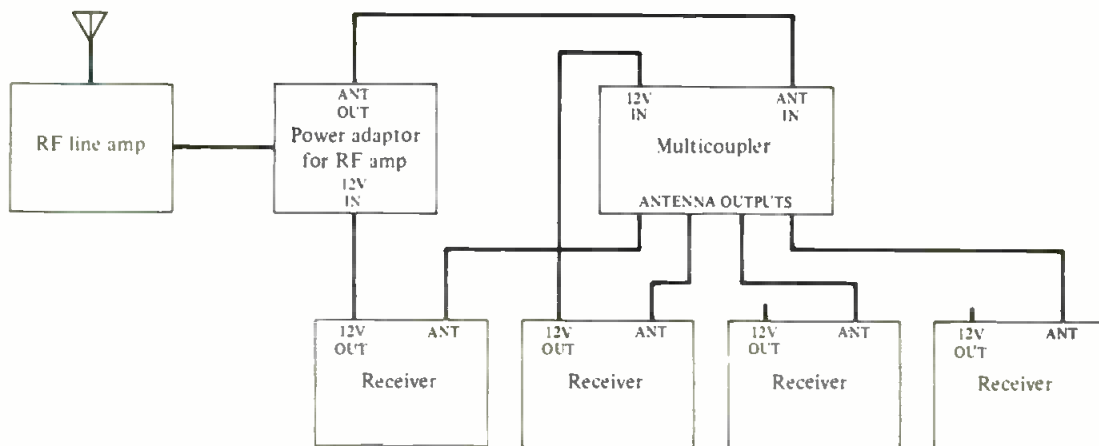 RF line amp
ANT
OUT
Power adaptor
for RF amp
12V
IN
12V
IN
ANT
IN
Multicoupler
ANTENNA OUTPUTS
12V
OUT
ANT
Receiver
12V
OUT
ANT
Receiver
12V
OUT
ANT
Receiver
12V
OUT
ANT
Receiver